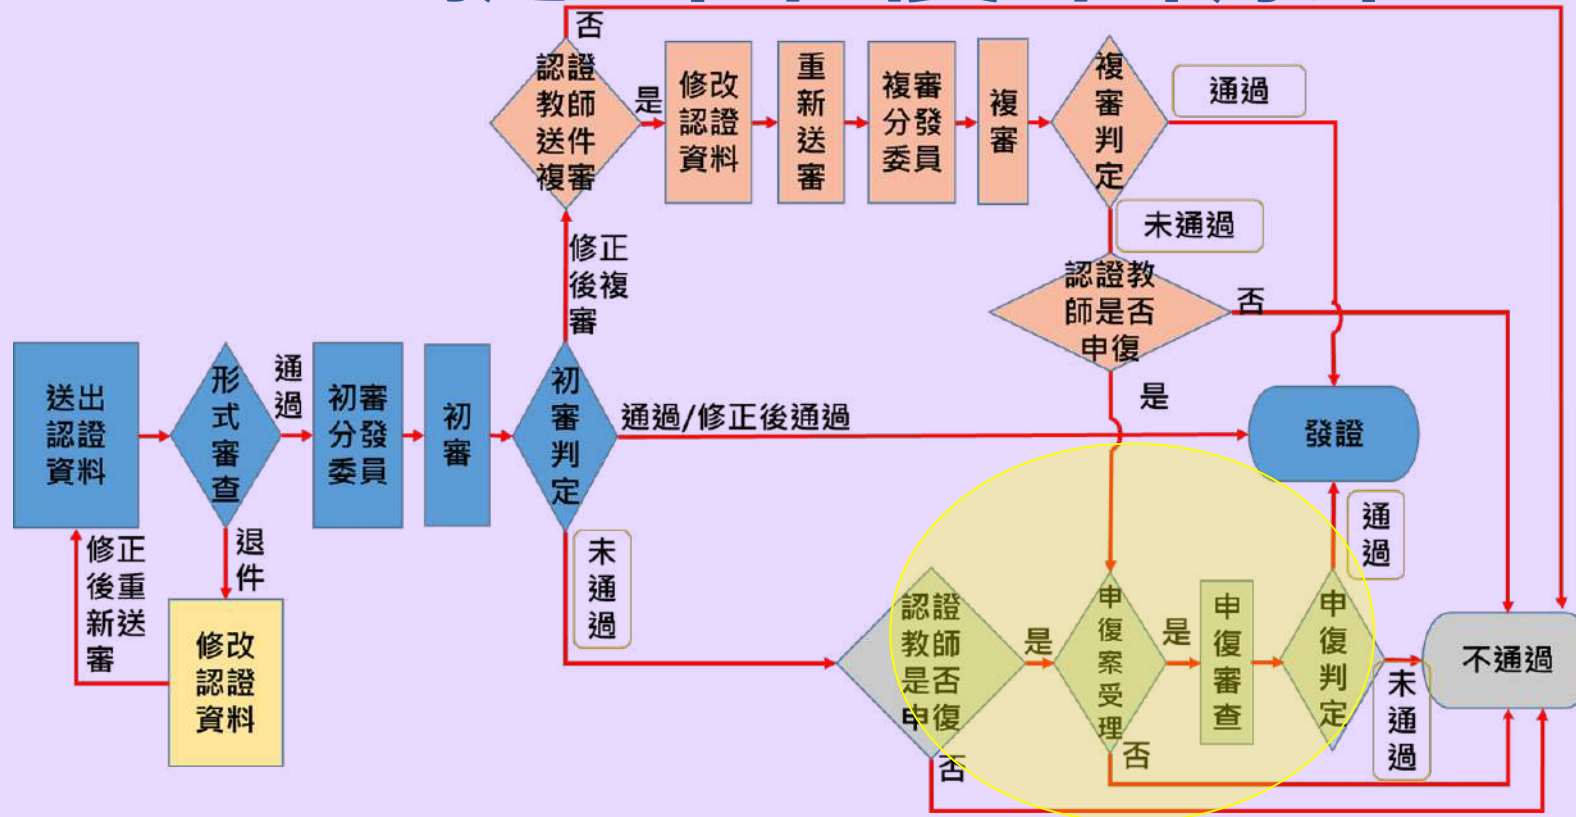 否
認證
教師
送件
複審
是
修改
認證
資料
重
新
送
審
複審
分發
委員
複
審
複
審
判
定
通過
未通過
修正
後複
審
認證教
師是否
申復
否
是
送出
認證
資料
形
式
審
查
通
過
初審
分發
委員
初
審
初
審
判
定
通過/修正後通過
發證
修正
後重
新送
審
退
件
修改
認證
資料
未
通
過
認證
教師
是否
申復
是
否
申
復
案
受
理
是
否
申
復
審
查
申
復
判
定
通
過
未
通
過
不通過